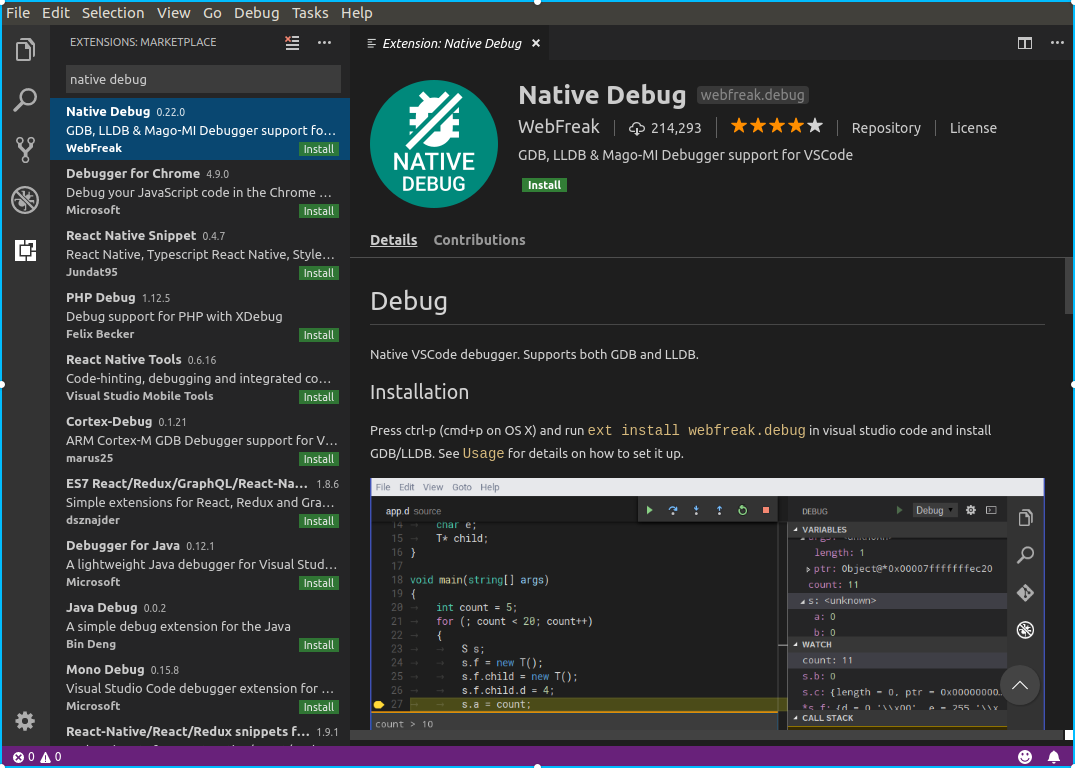 File Edit Selection View Go Debug Tasks Help
EXTENSIONS: MARKETPLACE
native debug
Native Debug 0.22.0
GDB, LLDB & Mago-MI Debugger support fo...
WebFreak Install
Debugger for Chrome 4.9.0
Debug your JavaScript code in the Chrome ...
Microsoft Install
React Native Snippet 0.4.7
React Native, Typescript React Native, Style...
Jundat95 Install
PHP Debug 1.12.5
Debug support for PHP with XDebug
Felix Becker Install
React Native Tools 0.6.16
Code-hinting, debugging and integrated co...
Visual Studio Mobile Tools Install
Cortex-Debug 0.1.21
ARM Cortex-M GDB Debugger support for V...
marus25 Install
ES7 React/Redux/GraphQL/React-Na... 1.8.6
Simple extensions for React, Redux and Gra...
dsznajder Install
Debugger for Java 0.12.1
A lightweight Java debugger for Visual Stud...
Microsoft Install
Java Debug 0.0.2
A simple debug extension for the Java
Bin Deng Install
Mono Debug 0.15.8
Visual Studio Code debugger extension for ...
Microsoft Install
React-Native/React/Redux snippets f... 1.9.1
Extension: Native Debug
NATIVE
DEBUG
Native Debug webfreak.debug
WebFreak 214,293 Repository License
GDB, LLDB & Mago-MI Debugger support for VSCode
Install
Details Contributions
Debug
Native VSCode debugger. Supports both GDB and LLDB.
Installation
Press ctrl-p (cmd+p on OS X) and run ext install webfreak.debug in visual studio code and install
GDB/LLDB. See Usage for details on how to set it up.
File Edit View Goto Help
app.d source
14 char e;
15 T* child;
16 }
17
18 void main(string[] args)
19 {
20 int count = 5;
21 for (; count < 20; count++)
22 {
23 S s;
24 s.f = new T();
25 s.f.child = new T();
26 s.f.child.d = 4;
27 s.a = count;
count > 10
DEBUG Debug
VARIABLES
args: <unknown>
length: 1
ptr: Object@*0x00007fffffffec20
count: 11
s: <unknown>
a: 0
b: 0
WATCH
count: 11
s.b: 0
s.c: {length = 0, ptr = 0x00000000...
*s.f: {d = 0 '\\x00', e = 255 '\\x
CALL STACK
0 0